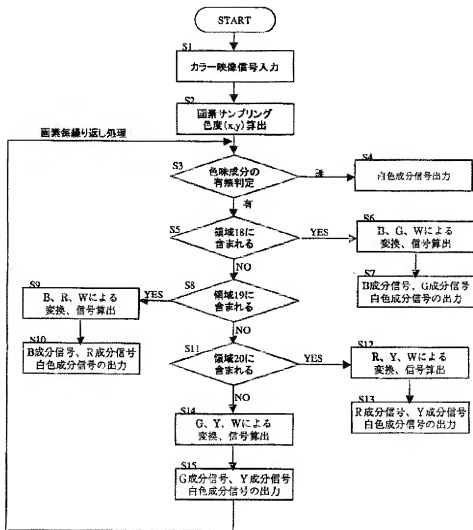 START
S1
カラー映像信号入力
S2
画素サンプリング
色度(x,y)算出
画素毎繰り返し処理
S3
色味成分の
有無判定
無
S4
白色成分信号出力
有
S5
領域18に
含まれる
YES
S6
B、G、Wによる
変換、信号算出
S7
B成分信号、G成分信号
白色成分信号の出力
NO
S8
領域19に
含まれる
YES
S9
B、R、Wによる
変換、信号算出
S10
B成分信号、R成分信号
白色成分信号の出力
NO
S11
領域20に
含まれる
YES
S12
R、Y、Wによる
変換、信号算出
S13
R成分信号、Y成分信号
白色成分信号の出力
NO
S14
G、Y、Wによる
変換、信号算出
S15
G成分信号、Y成分信号
白色成分信号の出力